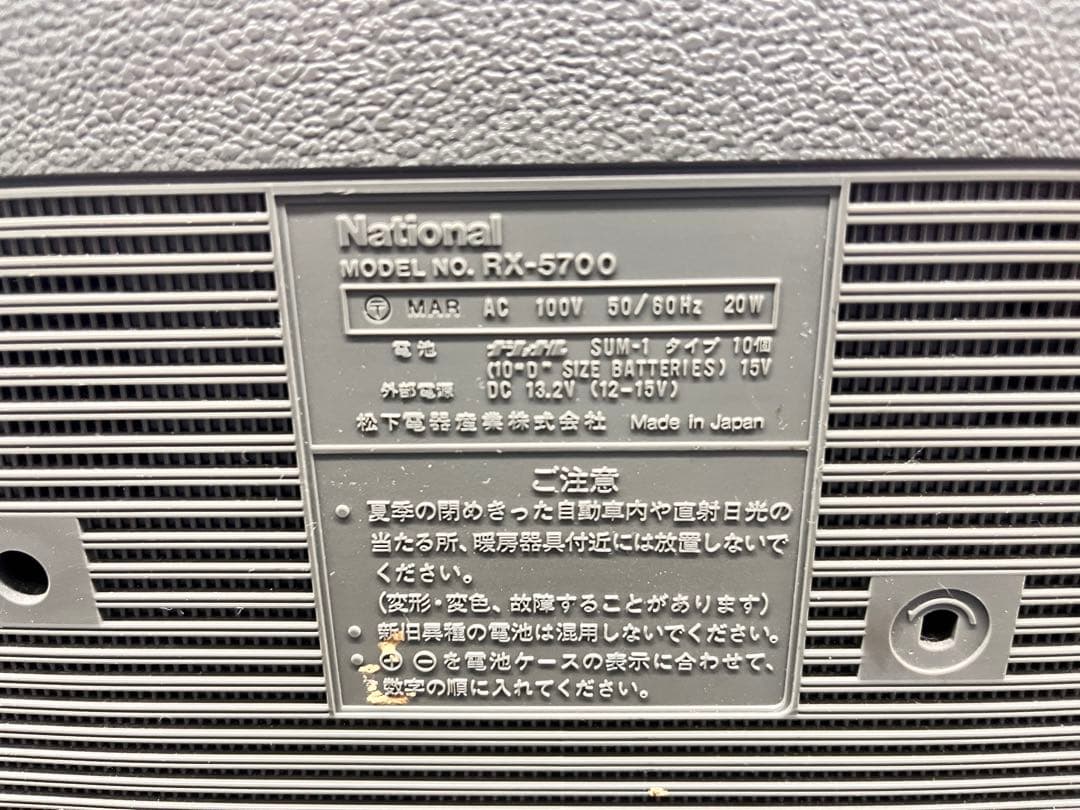 National
MODEL NO. RX-5700
〒 MAR AC 100V 50/60Hz 20W
電池 ナショナル SUM-1 タイプ 10個
(10"D" SIZE BATTERIES) 15V
外部電源 DC 13.2V (12-15V)
松下電器産業株式会社 Made in Japan
ご注意
● 夏季の閉めきった自動車内や直射日光の
当たる所、暖房器具付近には放置しないで
ください。
(変形・変色、故障することがあります)
● 新旧異種の電池は混用しないでください。
● ⊕ ⊖を電池ケースの表示に合わせて、
数字の順に入れてください。